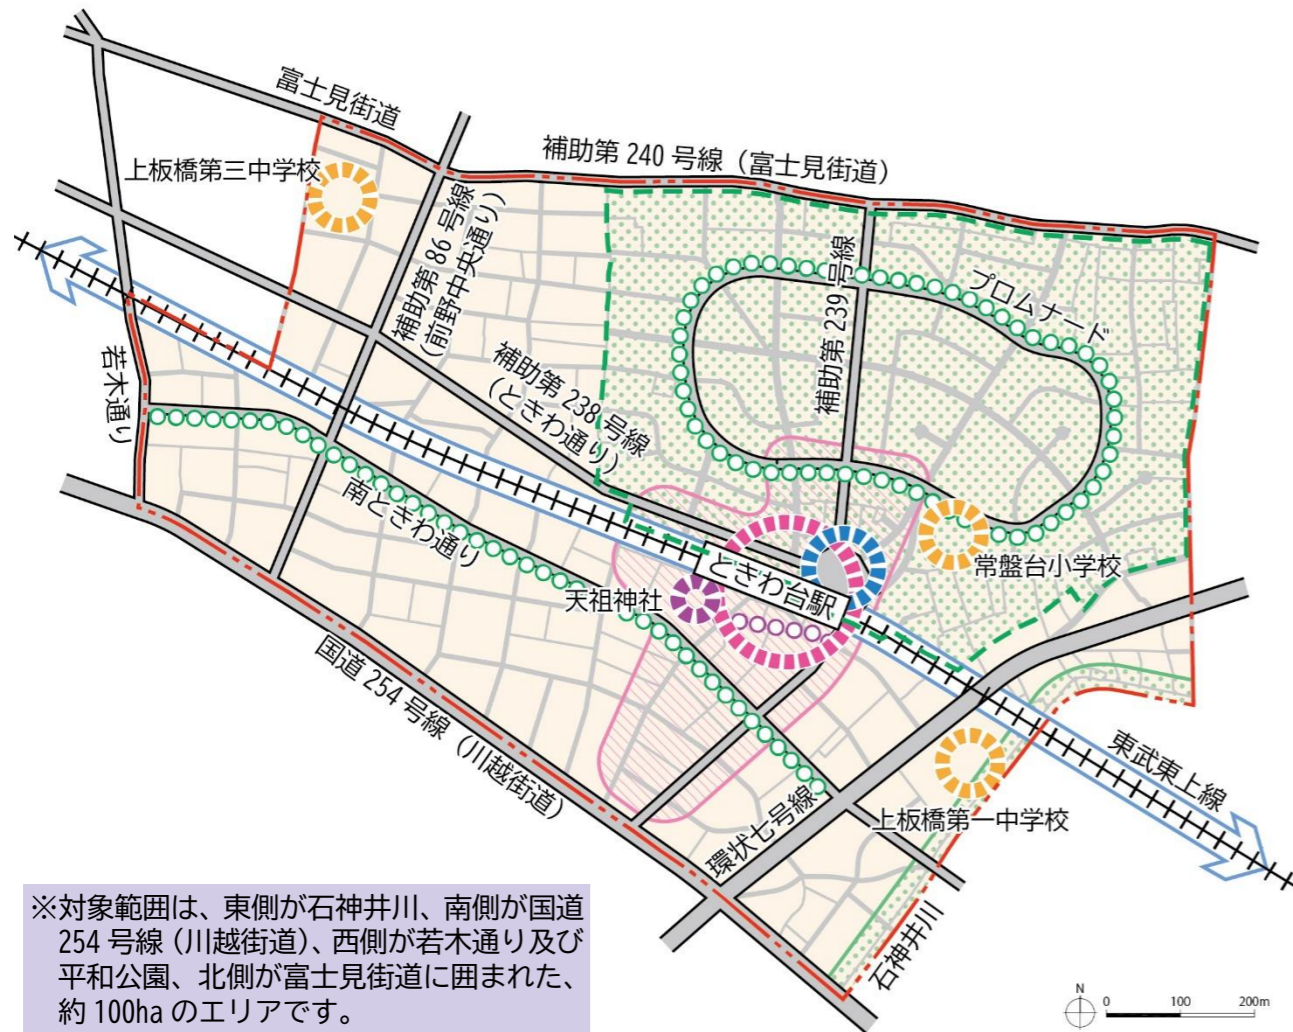 富士見街道
補助第 240 号線（富士見街道）
上板橋第三中学校
補助第 86 号線
（前野中央通り）
補助第 239 号線
プロムナード
若木通り
補助第 238 号線
（ときわ通り）
南ときわ通り
ときわ台駅
常盤台小学校
天祖神社
国道 254 号線（川越街道）
東武東上線
環状七号線
上板橋第一中学校
石神井川
※対象範囲は、東側が石神井川、南側が国道
254 号線（川越街道）、西側が若木通り及び
平和公園、北側が富士見街道に囲まれた、
約 100ha のエリアです。
N
0 100 200m